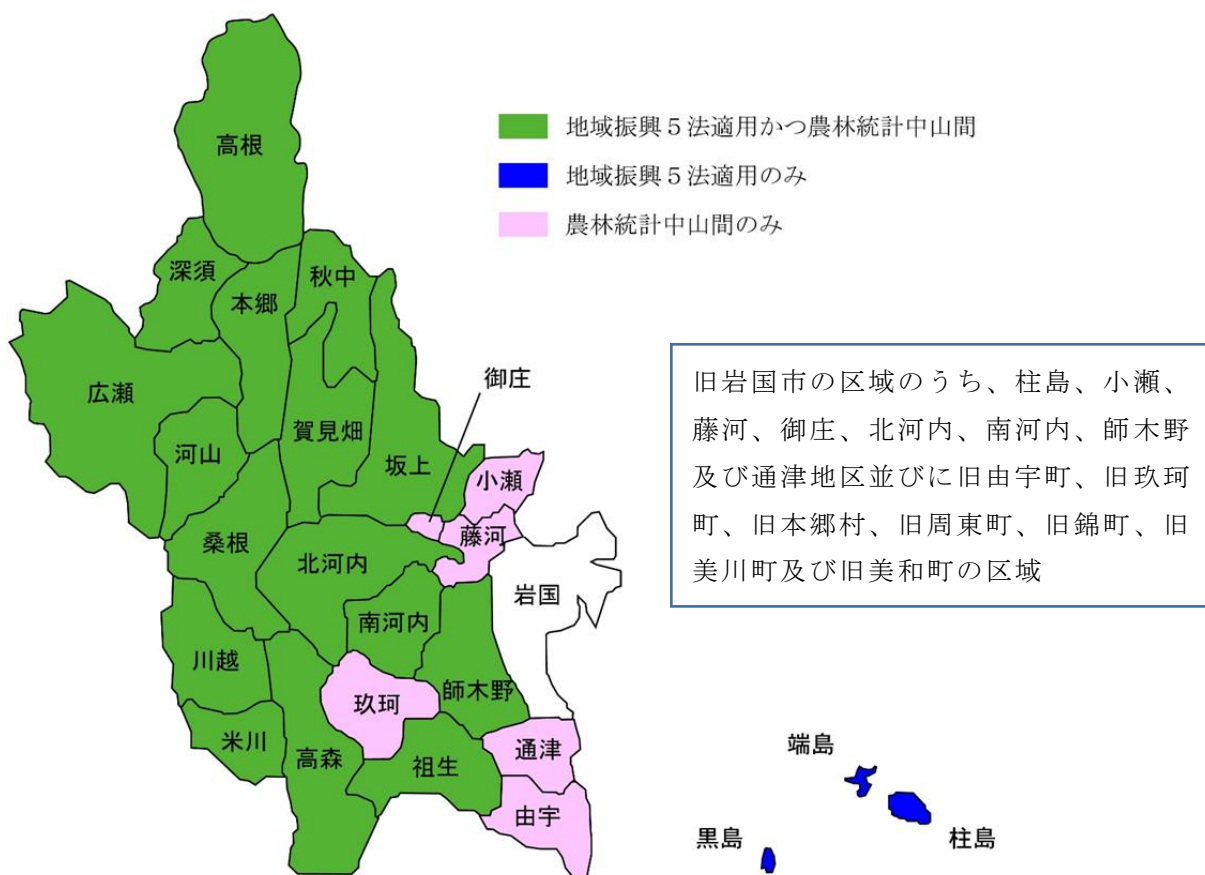 地域振興５法適用かつ農林統計中山間
地域振興５法適用のみ
農林統計中山間のみ
高根
深須
本郷
秋中
広瀬
河山
賀見畑
坂上
御庄
小瀬
藤河
桑根
北河内
岩国
南河内
川越
玖珂
師木野
米川
高森
祖生
通津
由宇
旧岩国市の区域のうち、柱島、小瀬、
藤河、御庄、北河内、南河内、師木野
及び通津地区並びに旧由宇町、旧玖珂
町、旧本郷村、旧周東町、旧錦町、旧
美川町及び旧美和町の区域
端島
黒島
柱島